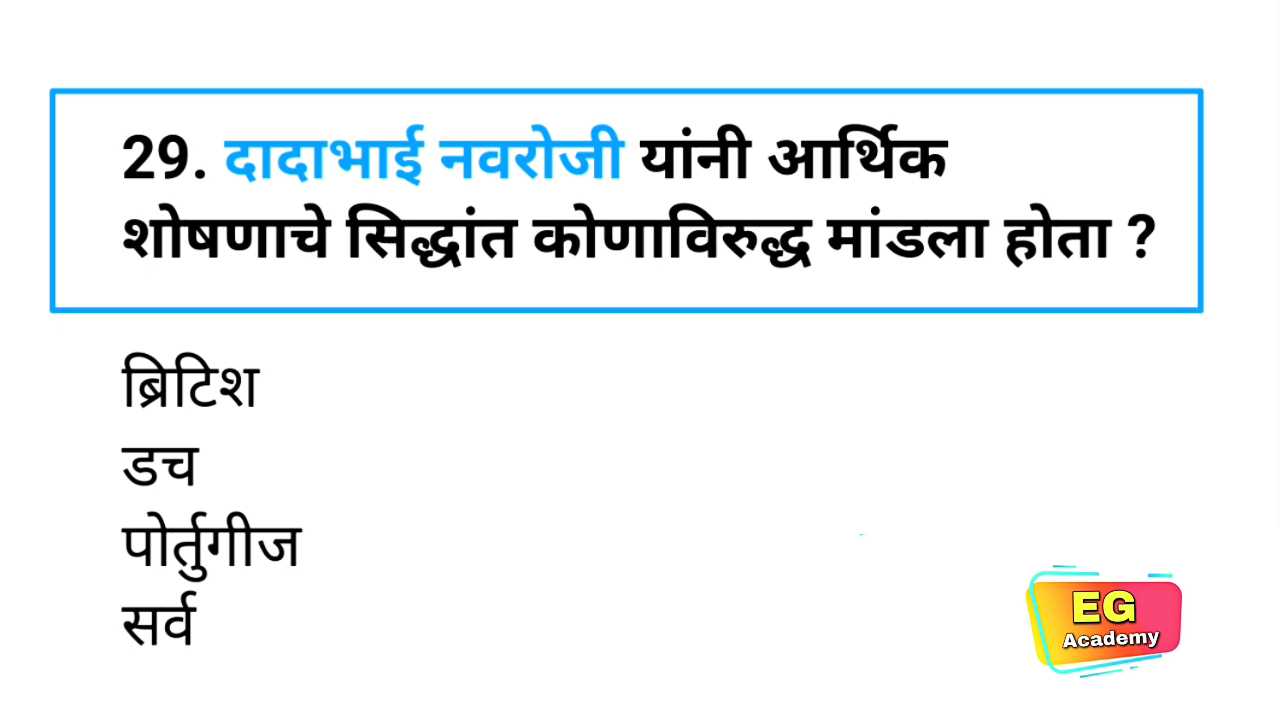 29. दादाभाई नवरोजी यांनी आर्थिक
शोषणाचे सिद्धांत कोणाविरुद्ध मांडला होता ?
ब्रिटिश
डच
पोर्तुगीज
सर्व
EG
Academy